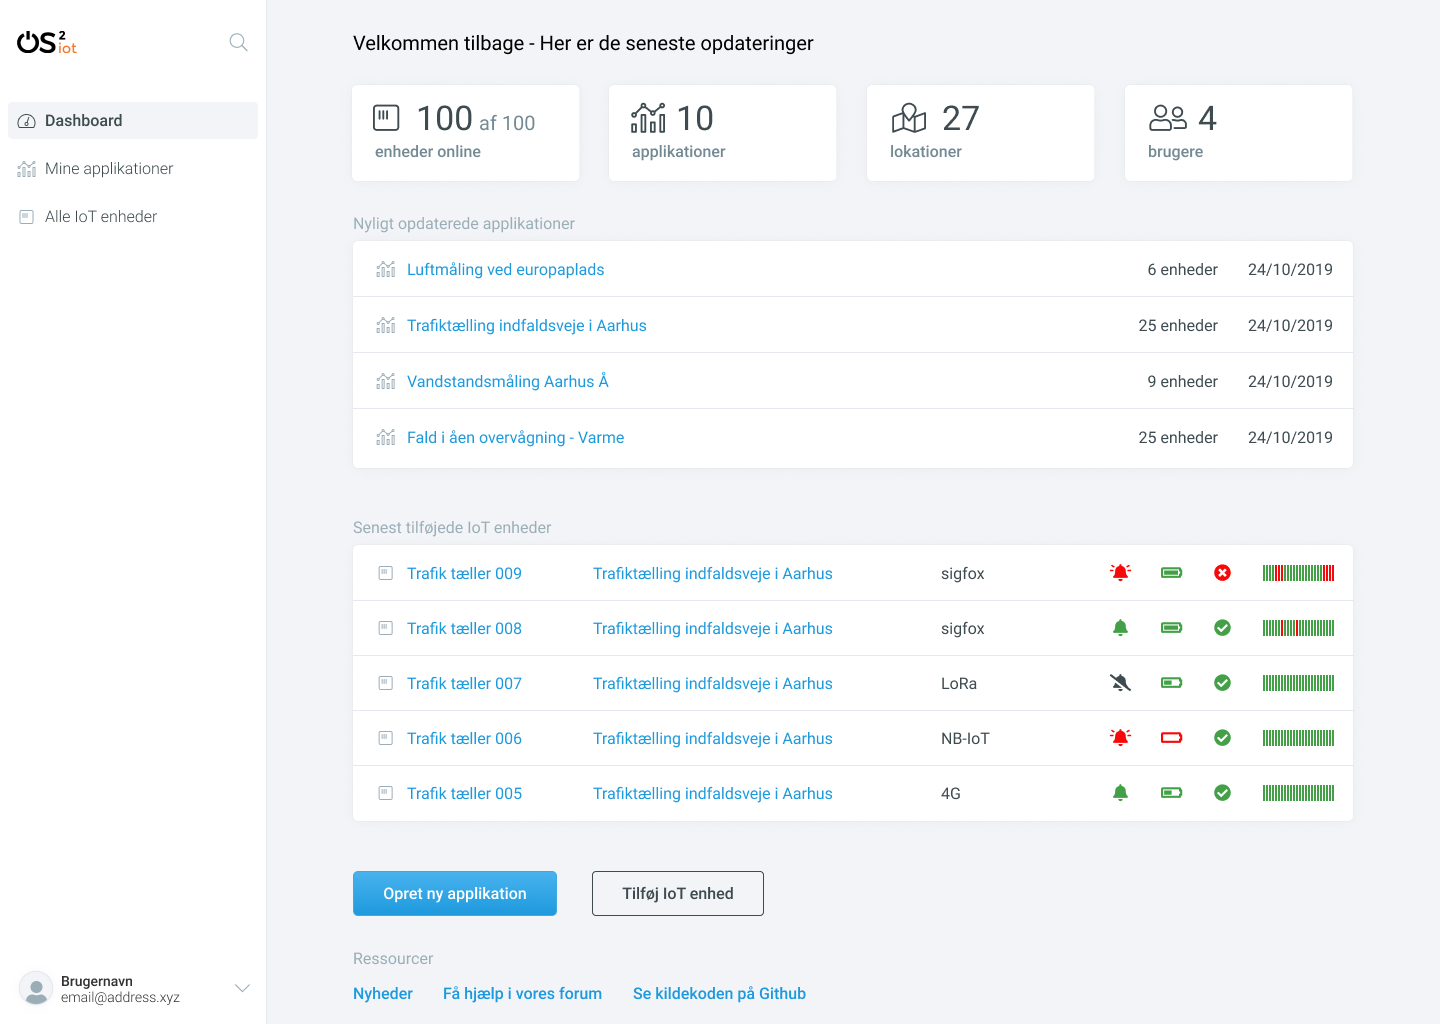 OS2 iot
Dashboard
Mine applikationer
Alle IoT enheder
Brugernavn
email@address.xyz
Velkommen tilbage - Her er de seneste opdateringer
100 af 100
enheder online
10
applikationer
27
lokationer
4
brugere
Nyligt opdaterede applikationer
Luftmåling ved europaplads 6 enheder 24/10/2019
Trafiktælling indfaldsveje i Aarhus 25 enheder 24/10/2019
Vandstandsmåling Aarhus Å 9 enheder 24/10/2019
Fald i åen overvågning - Varme 25 enheder 24/10/2019
Senest tilføjede IoT enheder
Trafik tæller 009 Trafiktælling indfaldsveje i Aarhus sigfox
Trafik tæller 008 Trafiktælling indfaldsveje i Aarhus sigfox
Trafik tæller 007 Trafiktælling indfaldsveje i Aarhus LoRa
Trafik tæller 006 Trafiktælling indfaldsveje i Aarhus NB-IoT
Trafik tæller 005 Trafiktælling indfaldsveje i Aarhus 4G
Opret ny applikation Tilføj IoT enhed
Ressourcer
Nyheder Få hjælp i vores forum Se kildekoden på Github